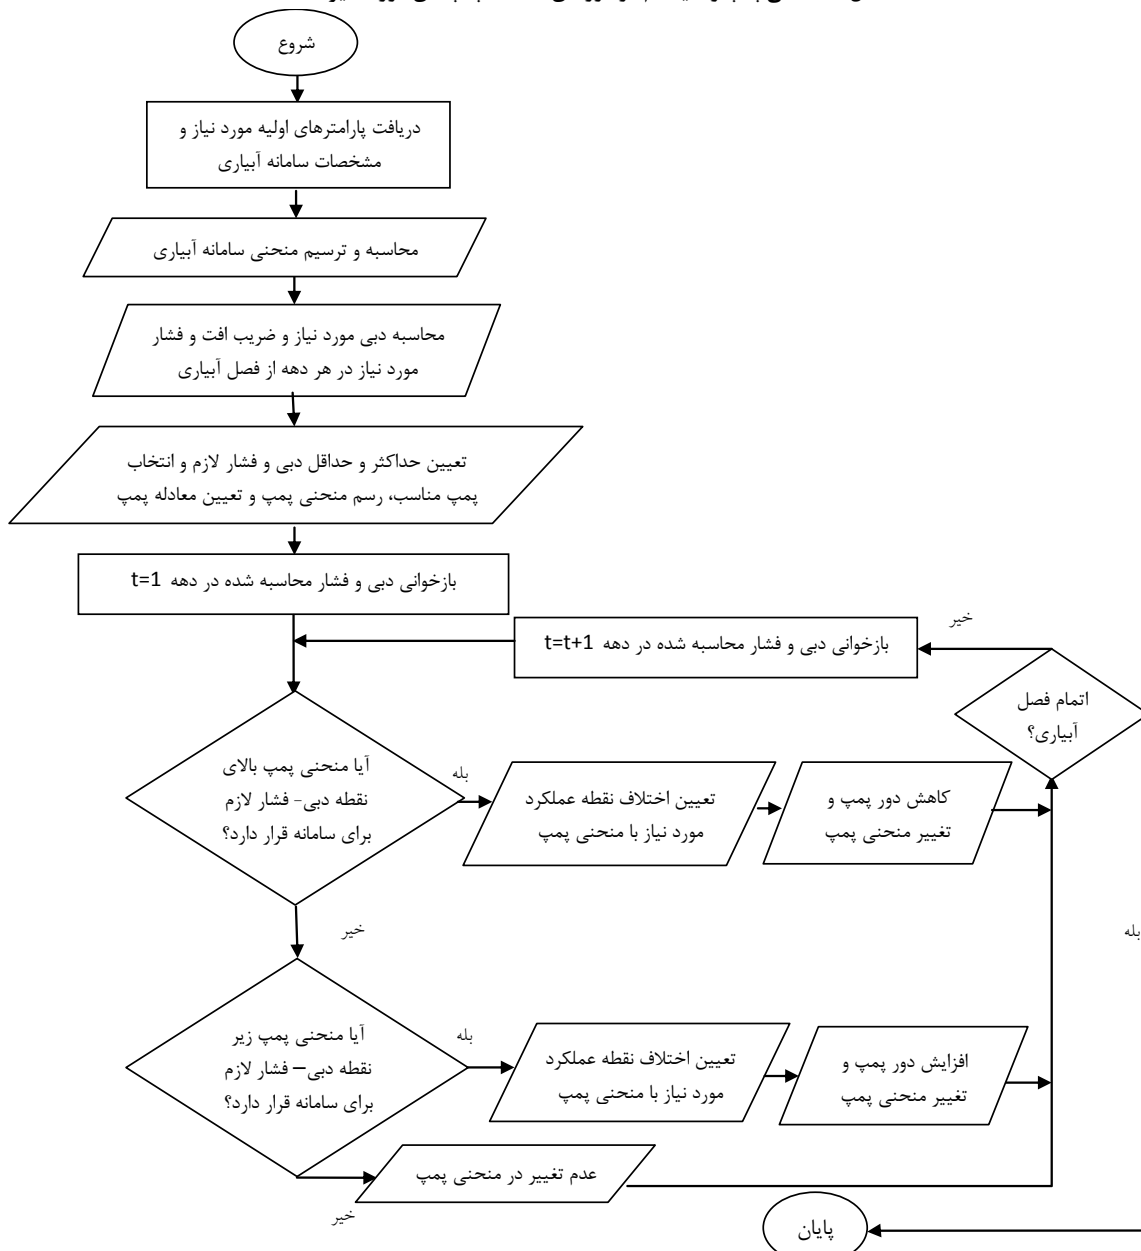 شروع
دریافت پارامترهای اولیه مورد نیاز و
مشخصات سامانه آبیاری
محاسبه و ترسیم منحنی سامانه آبیاری
محاسبه دبی مورد نیاز و ضریب افت و فشار
مورد نیاز در هر دهه از فصل آبیاری
تعیین حداکثر و حداقل دبی و فشار لازم و انتخاب
پمپ مناسب، رسم منحنی پمپ و تعیین معادله پمپ
بازخوانی دبی و فشار محاسبه شده در دهه t=1
خیر
بازخوانی دبی و فشار محاسبه شده در دهه t=t+1
اتمام فصل
آبیاری؟
آیا منحنی پمپ بالای
نقطه دبی- فشار لازم
برای سامانه قرار دارد؟
بله
تعیین اختلاف نقطه عملکرد
مورد نیاز با منحنی پمپ
کاهش دور پمپ و
تغییر منحنی پمپ
خیر
بله
آیا منحنی پمپ زیر
نقطه دبی– فشار لازم
برای سامانه قرار دارد؟
بله
تعیین اختلاف نقطه عملکرد
مورد نیاز با منحنی پمپ
افزایش دور پمپ و
تغییر منحنی پمپ
عدم تغییر در منحنی پمپ
خیر
پایان